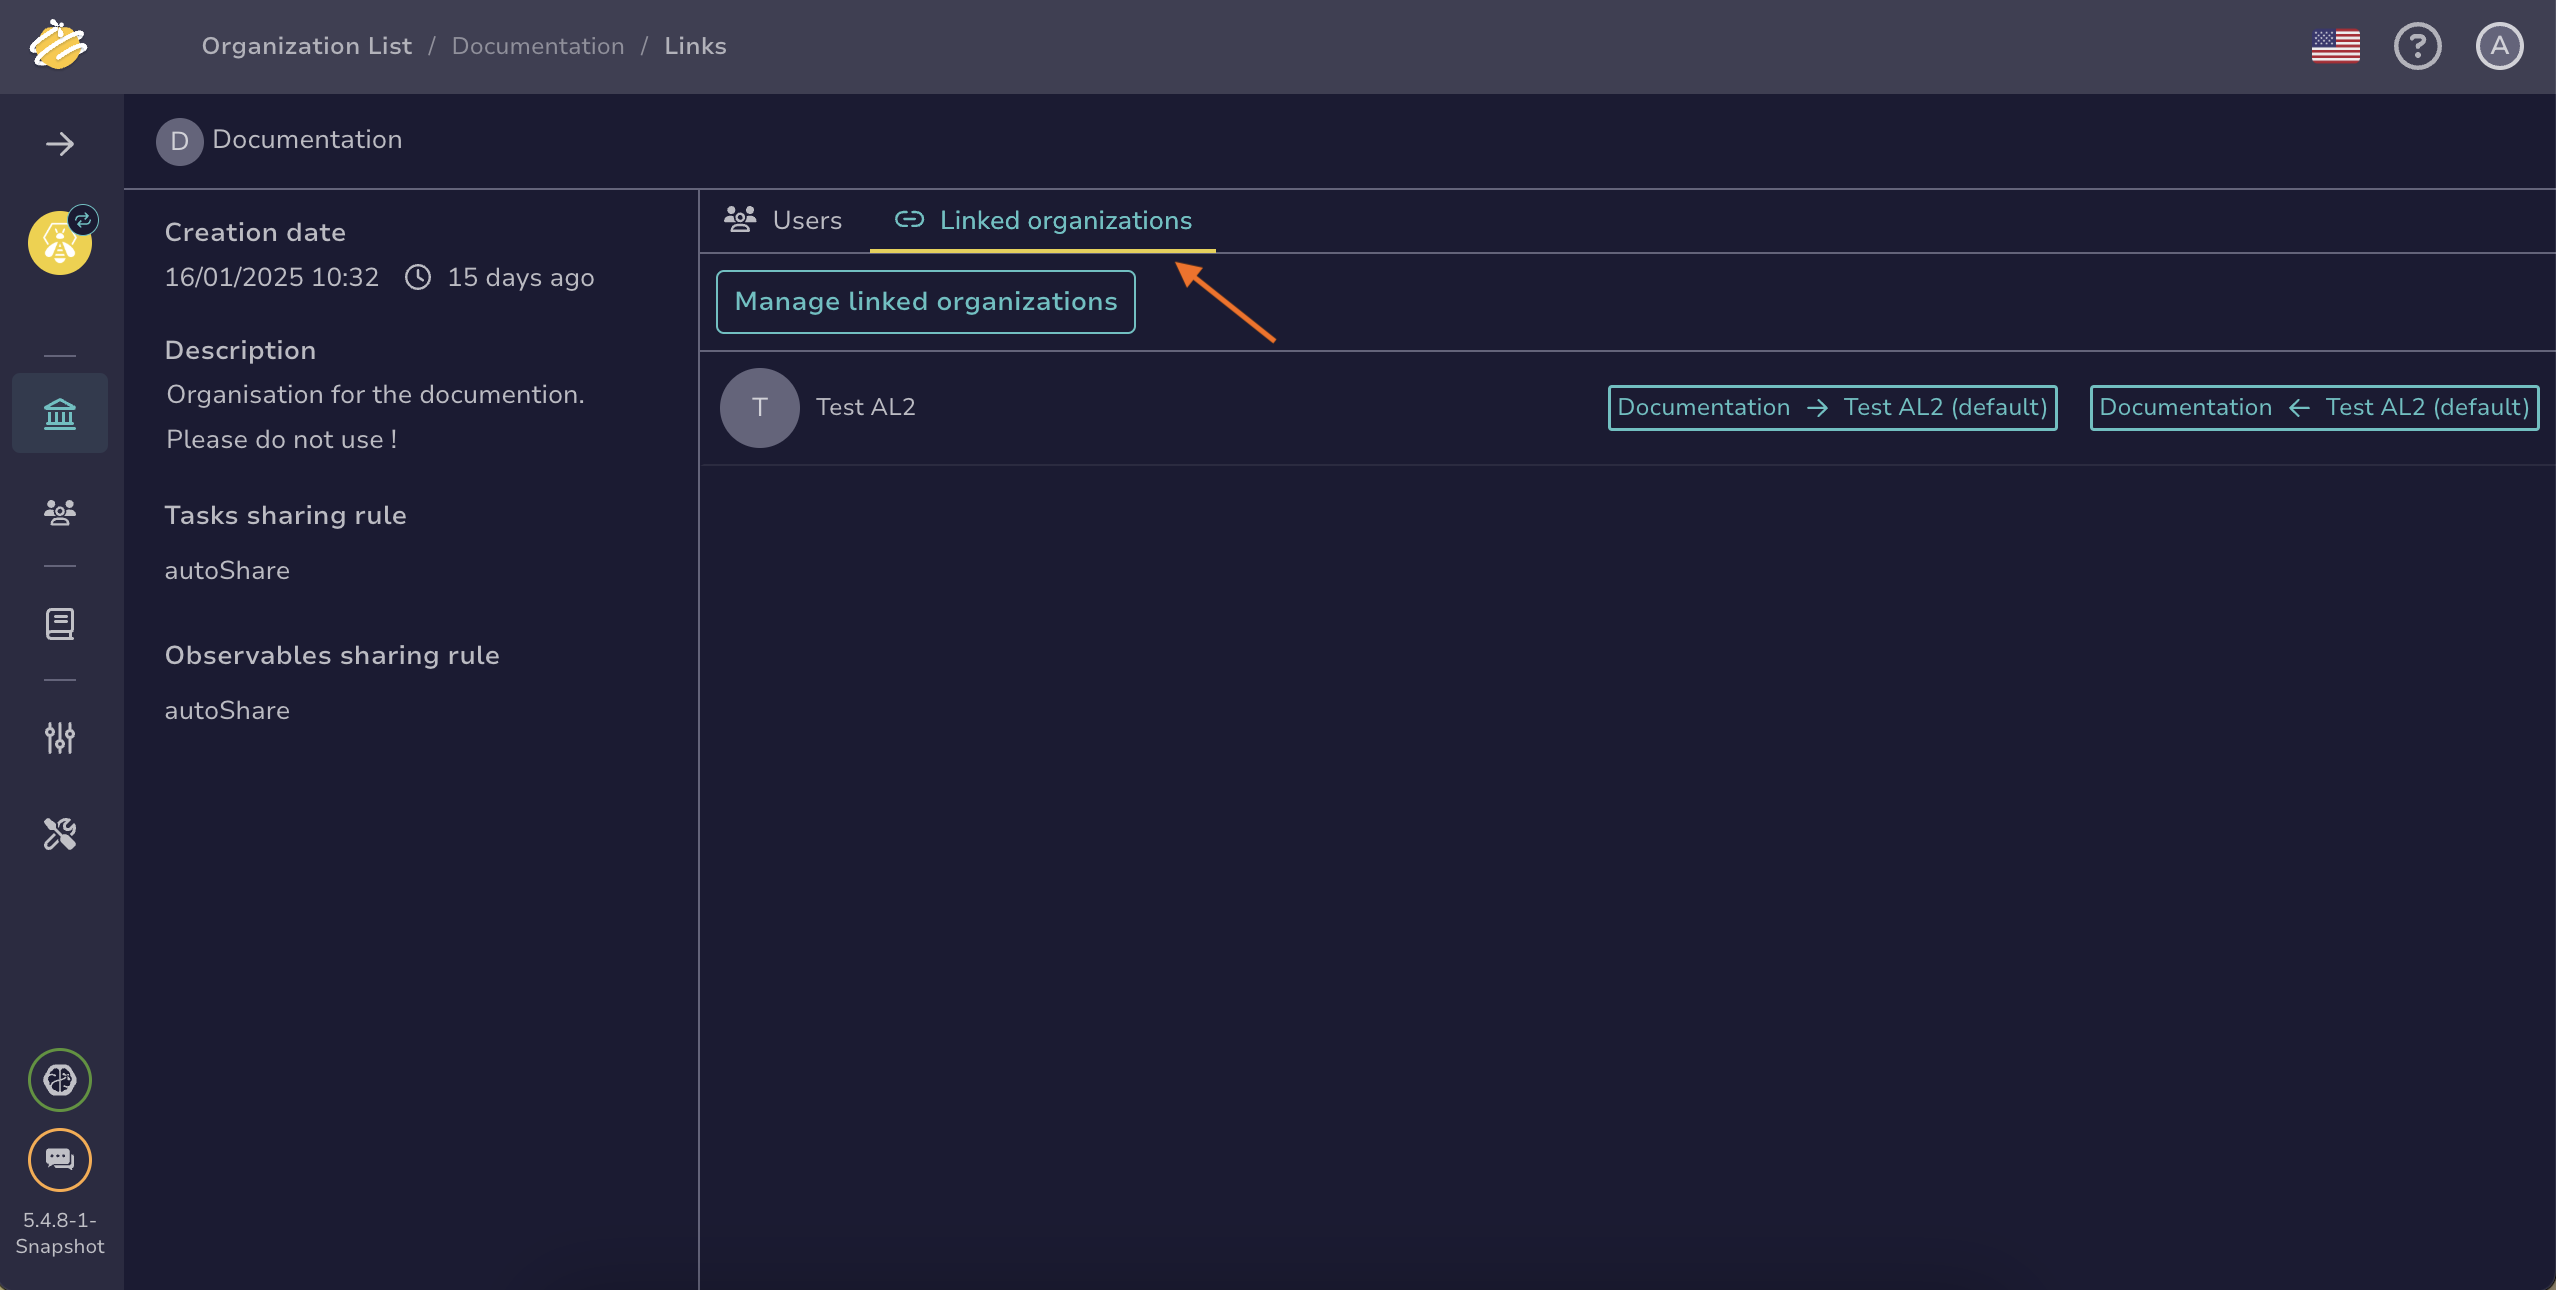 Organization List / Documentation / Links
A
D Documentation
Creation date
16/01/2025 10:32 15 days ago
Description
Organisation for the documention.
Please do not use !
Tasks sharing rule
autoShare
Observables sharing rule
autoShare
Users Linked organizations
Manage linked organizations
T Test AL2 Documentation → Test AL2 (default) Documentation ← Test AL2 (default)
5.4.8-1-
Snapshot